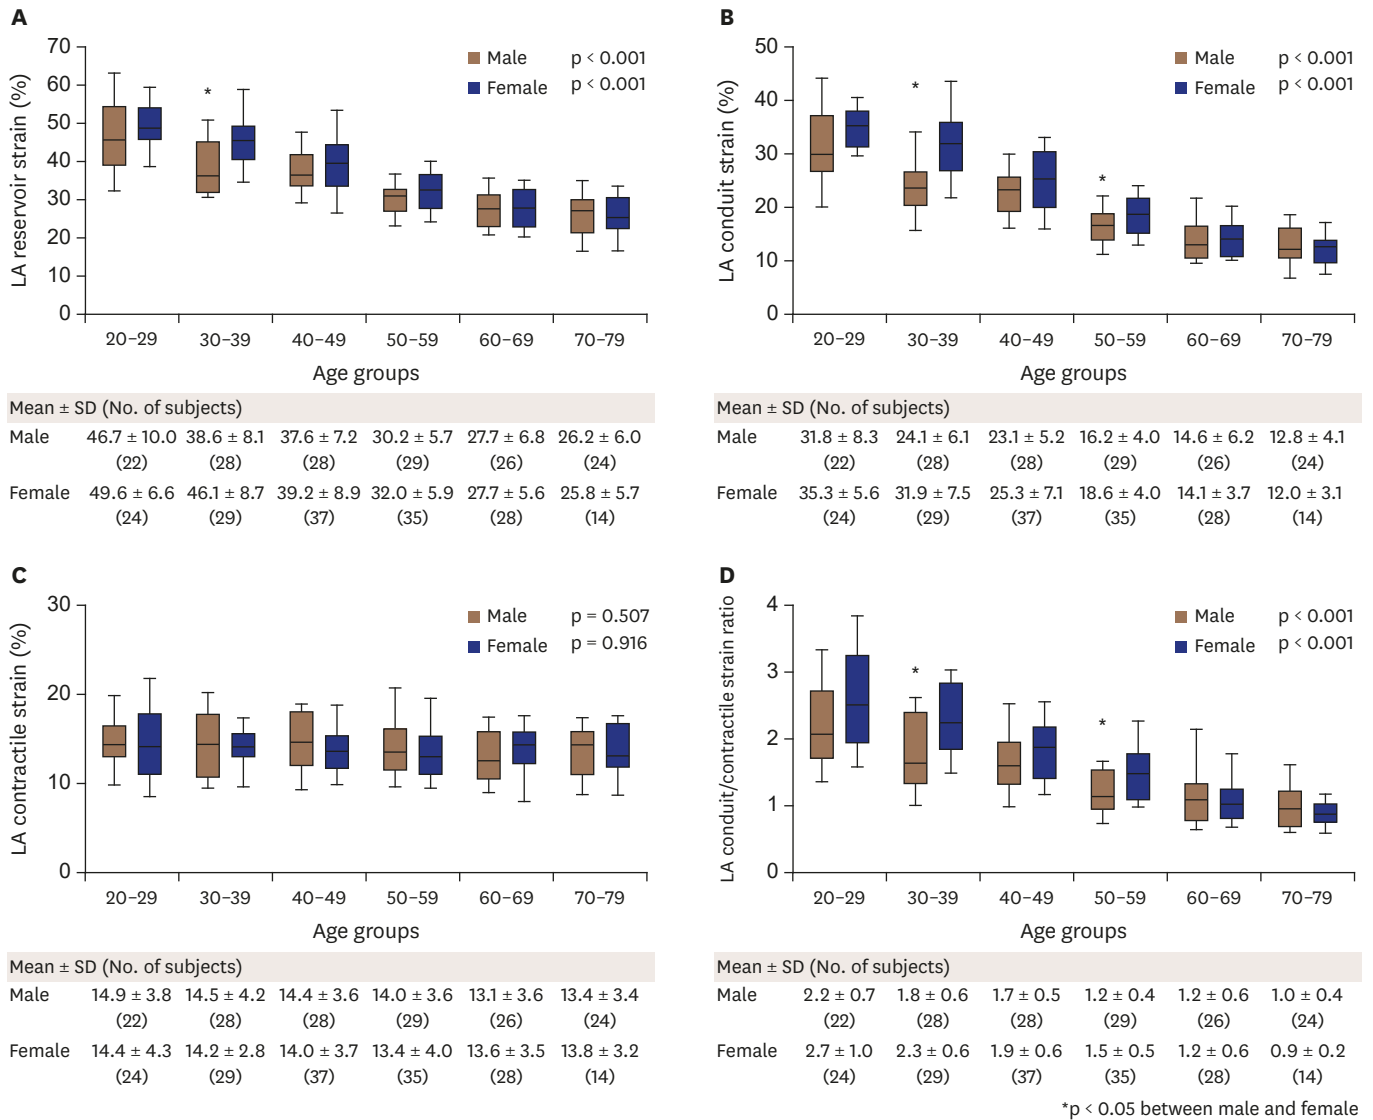 A
LA reservoir strain (%)
70
60
50
40
30
20
10
0
Male p < 0.001
Female p < 0.001
*
20–29 30–39 40–49 50–59 60–69 70–79
Age groups
Mean ± SD (No. of subjects)
Male 46.7 ± 10.0 38.6 ± 8.1 37.6 ± 7.2 30.2 ± 5.7 27.7 ± 6.8 26.2 ± 6.0
(22) (28) (28) (29) (26) (24)
Female 49.6 ± 6.6 46.1 ± 8.7 39.2 ± 8.9 32.0 ± 5.9 27.7 ± 5.6 25.8 ± 5.7
(24) (29) (37) (35) (28) (14)
B
LA conduit strain (%)
50
40
30
20
10
0
Male p < 0.001
Female p < 0.001
*
*
20–29 30–39 40–49 50–59 60–69 70–79
Age groups
Mean ± SD (No. of subjects)
31.8 ± 8.3 24.1 ± 6.1 23.1 ± 5.2 16.2 ± 4.0 14.6 ± 6.2 12.8 ± 4.1
Male
(22) (28) (28) (29) (26) (24)
Female 35.3 ± 5.6 31.9 ± 7.5 25.3 ± 7.1 18.6 ± 4.0 14.1 ± 3.7 12.0 ± 3.1
(24) (29) (37) (35) (28) (14)
C
LA contractile strain (%)
30
20
10
0
Male p = 0.507
Female p = 0.916
20–29 30–39 40–49 50–59 60–69 70–79
Age groups
Mean ± SD (No. of subjects)
Male 14.9 ± 3.8 14.5 ± 4.2 14.4 ± 3.6 14.0 ± 3.6 13.1 ± 3.6 13.4 ± 3.4
(22) (28) (28) (29) (26) (24)
Female 14.4 ± 4.3 14.2 ± 2.8 14.0 ± 3.7 13.4 ± 4.0 13.6 ± 3.5 13.8 ± 3.2
(24) (29) (37) (35) (28) (14)
D
LA conduit/contractile strain ratio
4
3
2
1
0
Male p < 0.001
Female p < 0.001
*
*
20–29 30–39 40–49 50–59 60–69 70–79
Age groups
Mean ± SD (No. of subjects)
Male 2.2 ± 0.7 1.8 ± 0.6 1.7 ± 0.5 1.2 ± 0.4 1.2 ± 0.6 1.0 ± 0.4
(22) (28) (28) (29) (26) (24)
Female 2.7 ± 1.0 2.3 ± 0.6 1.9 ± 0.6 1.5 ± 0.5 1.2 ± 0.6 0.9 ± 0.2
(24) (29) (37) (35) (28) (14)
*p < 0.05 between male and female